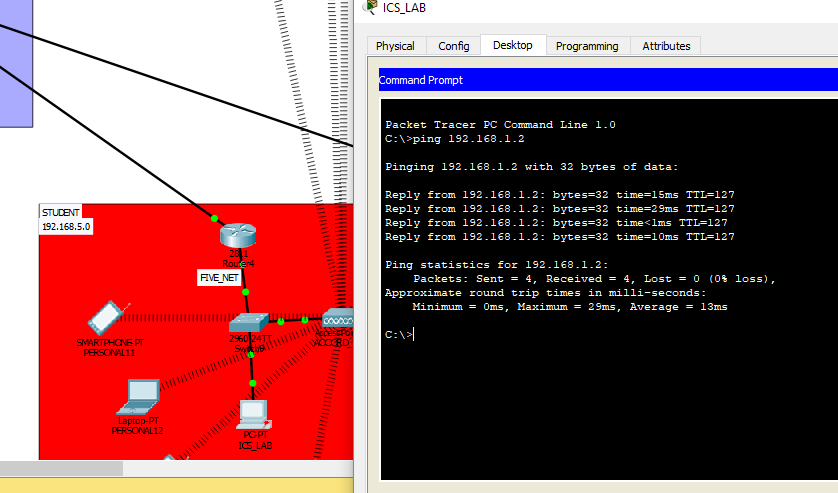 ICS_LAB
Physical Config Desktop Programming Attributes
Command Prompt
Packet Tracer PC Command Line 1.0
C:\>ping 192.168.1.2
Pinging 192.168.1.2 with 32 bytes of data:
Reply from 192.168.1.2: bytes=32 time=15ms TTL=127
Reply from 192.168.1.2: bytes=32 time=29ms TTL=127
Reply from 192.168.1.2: bytes=32 time<1ms TTL=127
Reply from 192.168.1.2: bytes=32 time=10ms TTL=127
Ping statistics for 192.168.1.2:
Packets: Sent = 4, Received = 4, Lost = 0 (0% loss),
Approximate round trip times in milli-seconds:
Minimum = 0ms, Maximum = 29ms, Average = 13ms
C:\>
STUDENT
192.168.5.0
2811
Router4
FIVE_NET
SMARTPHONE-PT
PERSONAL11
2960-24TT
Laptop-PT
PERSONAL12
PC-PT
ICS_LAB